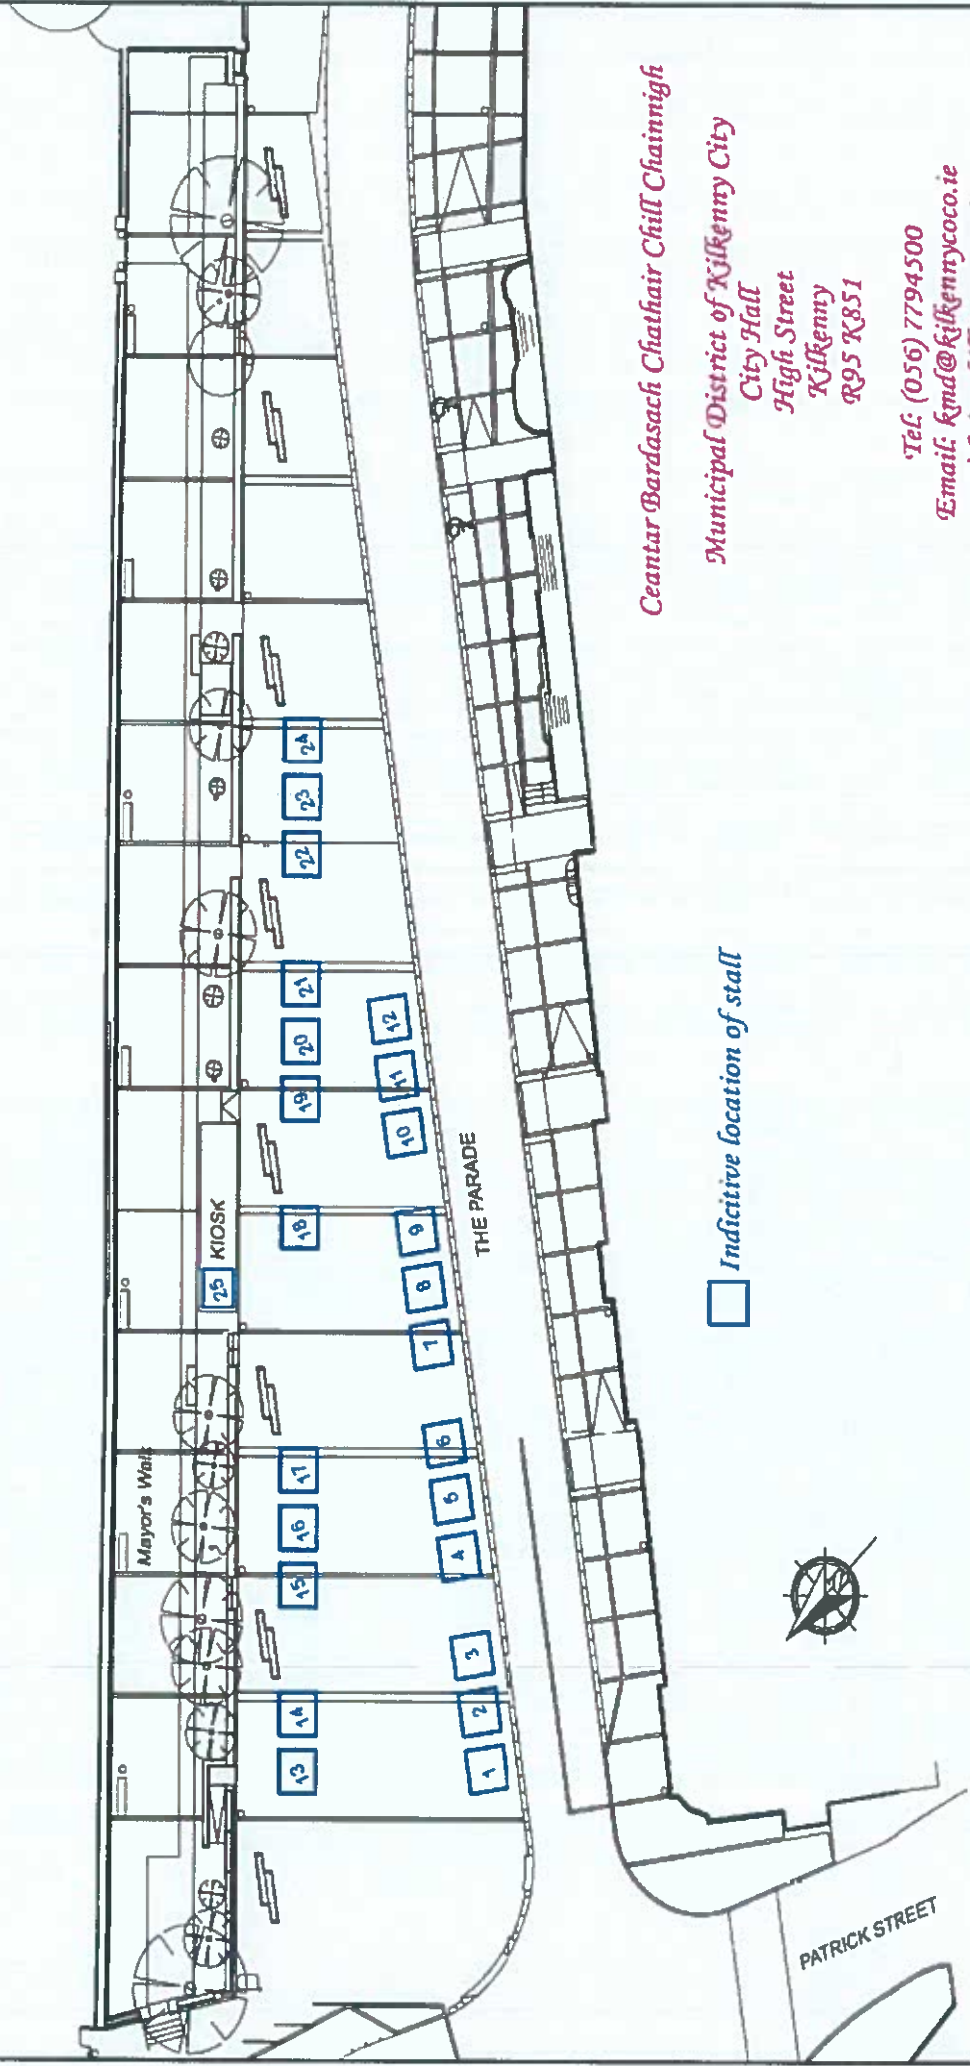 Mayor's Walk
KIOSK
25
13
14
15
16
17
18
19
20
21
22
23
24
1
2
3
4
5
6
7
8
9
10
11
12
THE PARADE
PATRICK STREET
Indicitive location of stall
Ceantar Bardasach Chathair Chill Chainnigh
Municipal District of Kilkenny City
City Hall
High Street
Kilkenny
R95 K851
Tel: (056) 7794500
Email: kmd@kilkennycoco.ie